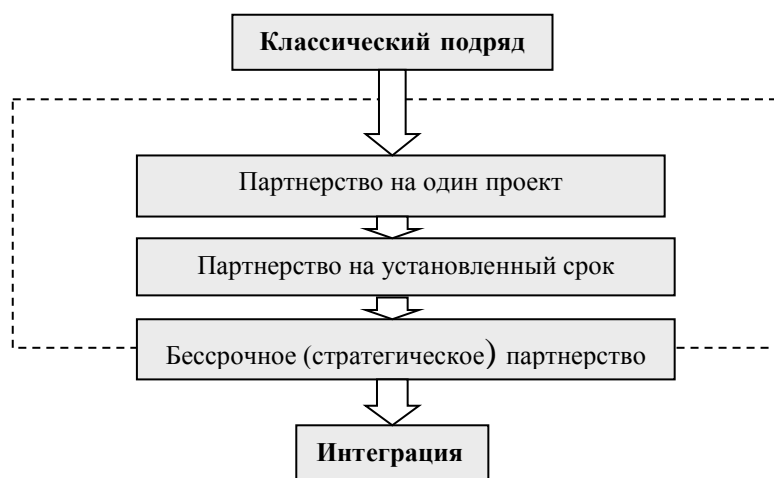 Классический подряд
Партнерство на один проект
Партнерство на установленный срок
Бессрочное (стратегическое) партнерство
Интеграция